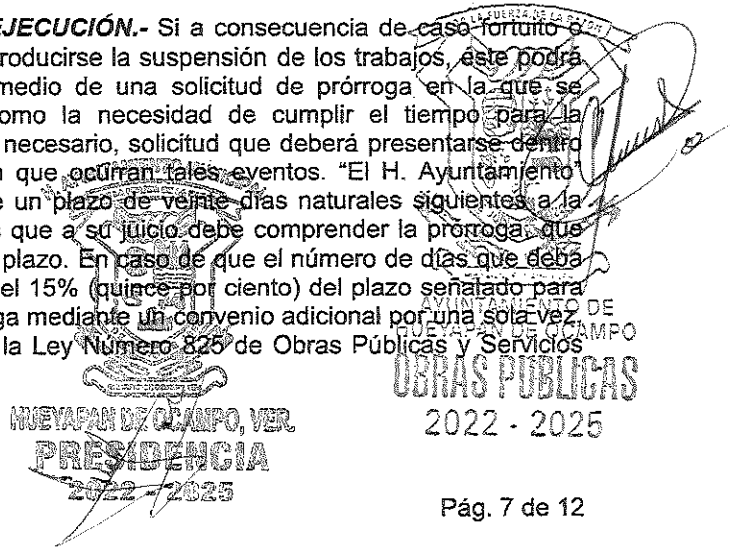 EJECUCIÓN.- Si a consecuencia de caso fortuito o
roducirse la suspensión de los trabajos, éste podrá
medio de una solicitud de prórroga en la que se
omo la necesidad de cumplir el tiempo para la
necesario, solicitud que deberá presentarse dentro
n que ocurran tales eventos. "El H. Ayuntamiento"
e un plazo de veinte días naturales siguientes a la
s que a su juicio debe comprender la prórroga, que
plazo. En caso de que el número de días que deba
el 15% (quince por ciento) del plazo señalado para
ga mediante un convenio adicional por una sola vez
la Ley Número 825 de Obras Públicas y Servicios
LA FUERZA DE LA RAZÓN
AYUNTAMIENTO DE
HUEYAPAN DE OCAMPO
OBRAS PUBLICAS
2022 - 2025
HUEYAPAN DE OCAMPO, VER.
PRESIDENCIA
2022 - 2025
Pág. 7 de 12